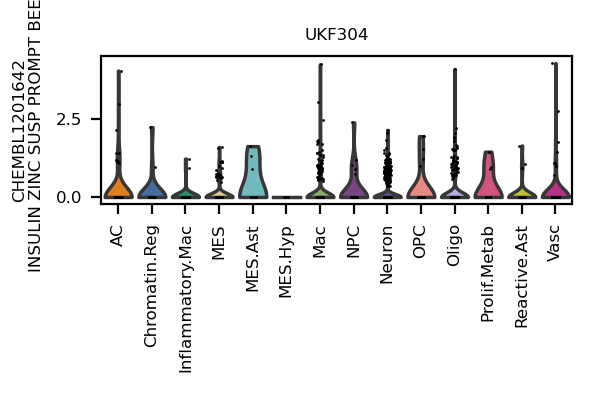 UKF304
CHEMBL1201642
INSULIN ZINC SUSP PROMPT BEE
2.5
0.0
AC
Chromatin.Reg
Inflammatory.Mac
MES
MES.Ast
MES.Hyp
Mac
NPC
Neuron
OPC
Oligo
Prolif.Metab
Reactive.Ast
Vasc